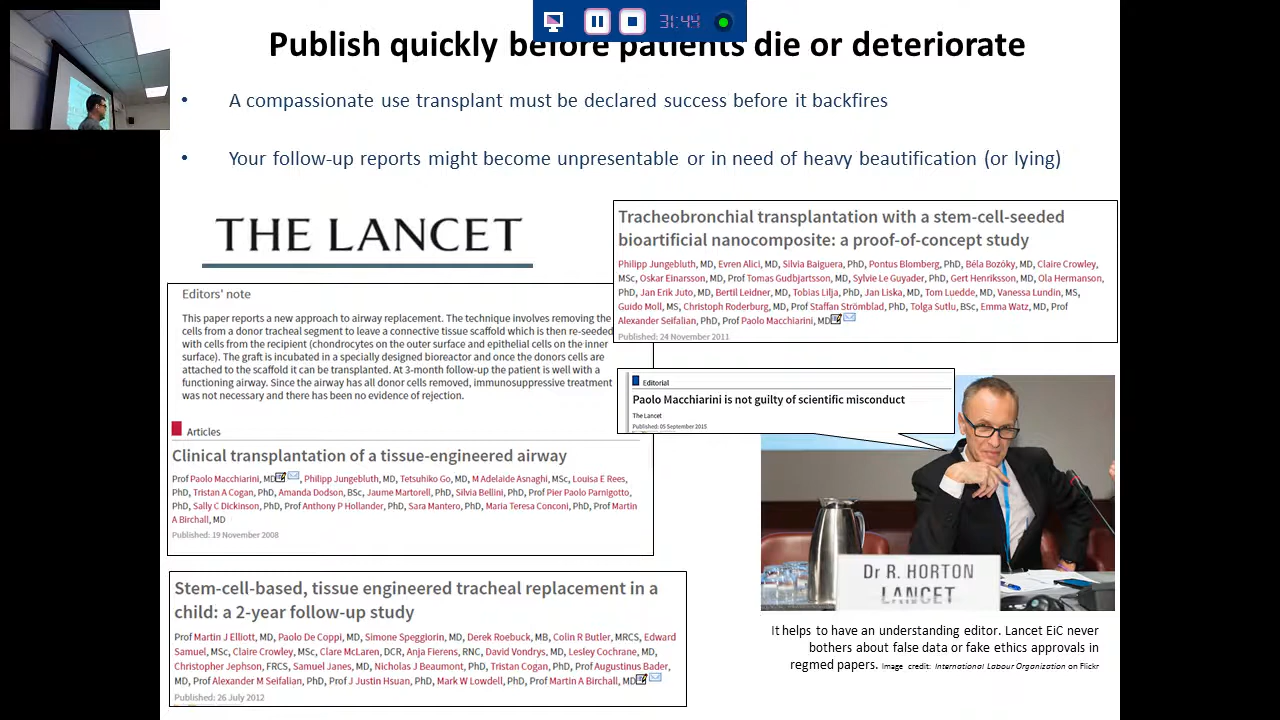 31:44
Publish quickly before patients die or deteriorate
• A compassionate use transplant must be declared success before it backfires
• Your follow-up reports might become unpresentable or in need of heavy beautification (or lying)
THE LANCET
Editors' note
This paper reports a new approach to airway replacement. The technique involves removing the
cells from a donor tracheal segment to leave a connective tissue scaffold which is then re-seeded
with cells from the recipient (chondrocytes on the outer surface and epithelial cells on the inner
surface). The graft is incubated in a specially designed bioreactor and once the donors cells are
attached to the scaffold it can be transplanted. At 3-month follow-up the patient is well with a
functioning airway. Since the airway has all donor cells removed, immunosuppressive treatment
was not necessary and there has been no evidence of rejection.
Articles
Clinical transplantation of a tissue-engineered airway
Prof Paolo Macchiarini, MD, Philipp Jungebluth, MD, Tetsuhiko Go, MD, M Adelaide Asnaghi, MSc, Louisa E Rees,
PhD, Tristan A Cogan, PhD, Amanda Dodson, BSc, Jaume Martorell, PhD, Silvia Bellini, PhD, Prof Pier Paolo Parnigotto,
PhD, Sally C Dickinson, PhD, Prof Anthony P Hollander, PhD, Sara Mantero, PhD, Maria Teresa Conconi, PhD, Prof Martin
A Birchall, MD
Published: 19 November 2008
Stem-cell-based, tissue engineered tracheal replacement in a
child: a 2-year follow-up study
Prof Martin J Elliott, MD, Paolo De Coppi, MD, Simone Speggiorin, MD, Derek Roebuck, MB, Colin R Butler, MRCS, Edward
Samuel, MSc, Claire Crowley, MSc, Clare McLaren, DCR, Anja Fierens, RNC, David Vondrys, MD, Lesley Cochrane, MD,
Christopher Jephson, FRCS, Samuel Janes, MD, Nicholas J Beaumont, PhD, Tristan Cogan, PhD, Prof Augustinus Bader,
MD, Prof Alexander M Seifalian, PhD, Prof J Justin Hsuan, PhD, Mark W Lowdell, PhD, Prof Martin A Birchall, MD
Published: 26 July 2012
Tracheobronchial transplantation with a stem-cell-seeded
bioartificial nanocomposite: a proof-of-concept study
Philipp Jungebluth, MD, Evren Alici, MD, Silvia Baiguera, PhD, Pontus Blomberg, PhD, Béla Bozóky, MD, Claire Crowley,
MSc, Oskar Einarsson, MD, Prof Tomas Gudbjartsson, MD, Sylvie Le Guyader, PhD, Gert Henriksson, MD, Ola Hermanson,
PhD, Jan Erik Juto, MD, Bertil Leidner, MD, Tobias Lilja, PhD, Jan Liska, MD, Tom Luedde, MD, Vanessa Lundin, MS,
Guido Moll, MS, Christoph Roderburg, MD, Prof Staffan Strömblad, PhD, Tolga Sutlu, BSc, Emma Watz, MD, Prof
Alexander Seifalian, PhD, Prof Paolo Macchiarini, MD
Published: 24 November 2011
Editorial
Paolo Macchiarini is not guilty of scientific misconduct
The Lancet
Published: 05 September 2015
Dr R. HORTON
LANCET
It helps to have an understanding editor. Lancet EiC never
bothers about false data or fake ethics approvals in
regmed papers. Image credit: International Labour Organization on Flickr